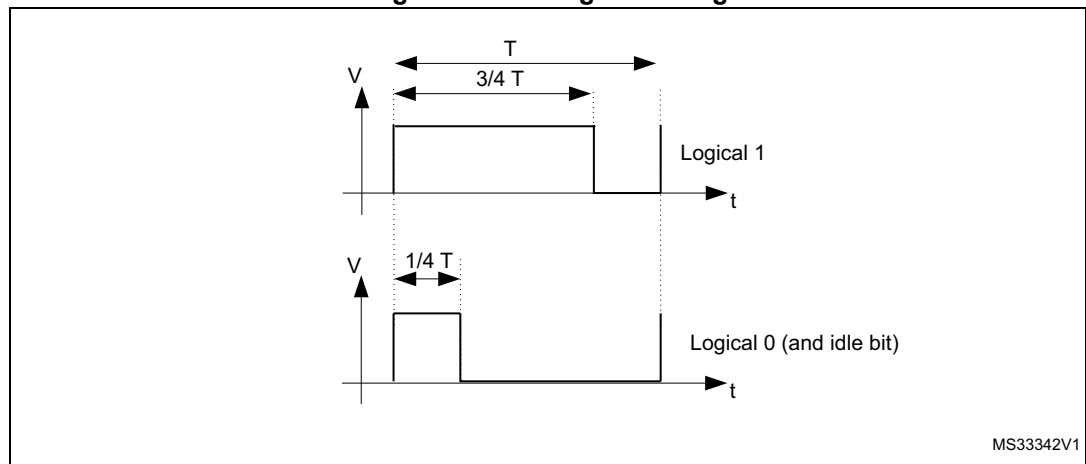 T
V
3/4 T
Logical 1
t
V
1/4 T
Logical 0 (and idle bit)
t
MS33342V1